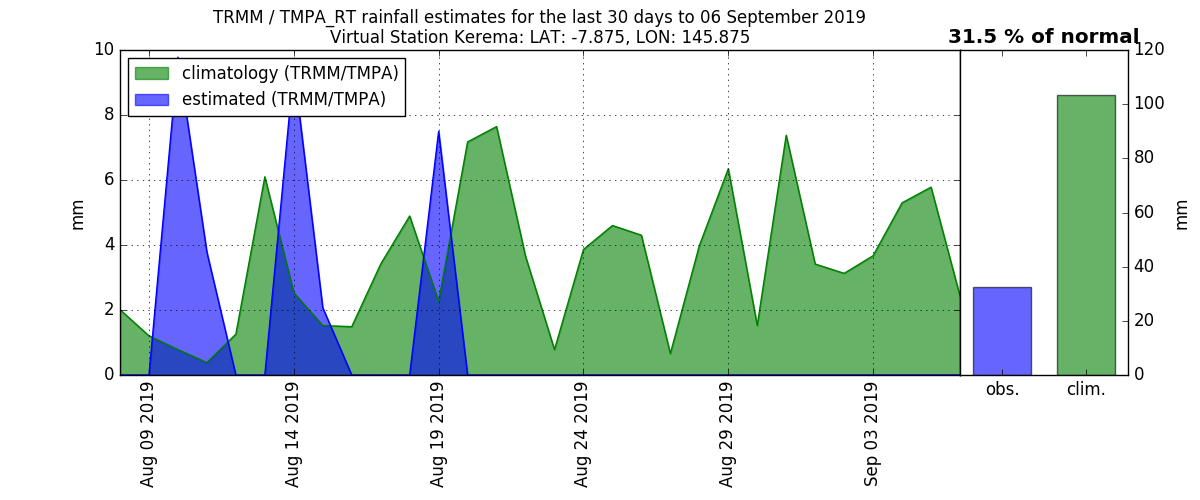 TRMM / TMPA_RT rainfall estimates for the last 30 days to 06 September 2019
Virtual Station Kerema: LAT: -7.875, LON: 145.875
31.5 % of normal
climatology (TRMM/TMPA)
estimated (TRMM/TMPA)
10
8
6
4
2
0
mm
Aug 09 2019
Aug 14 2019
Aug 19 2019
Aug 24 2019
Aug 29 2019
Sep 03 2019
120
100
80
60
40
20
0
mm
obs.
clim.